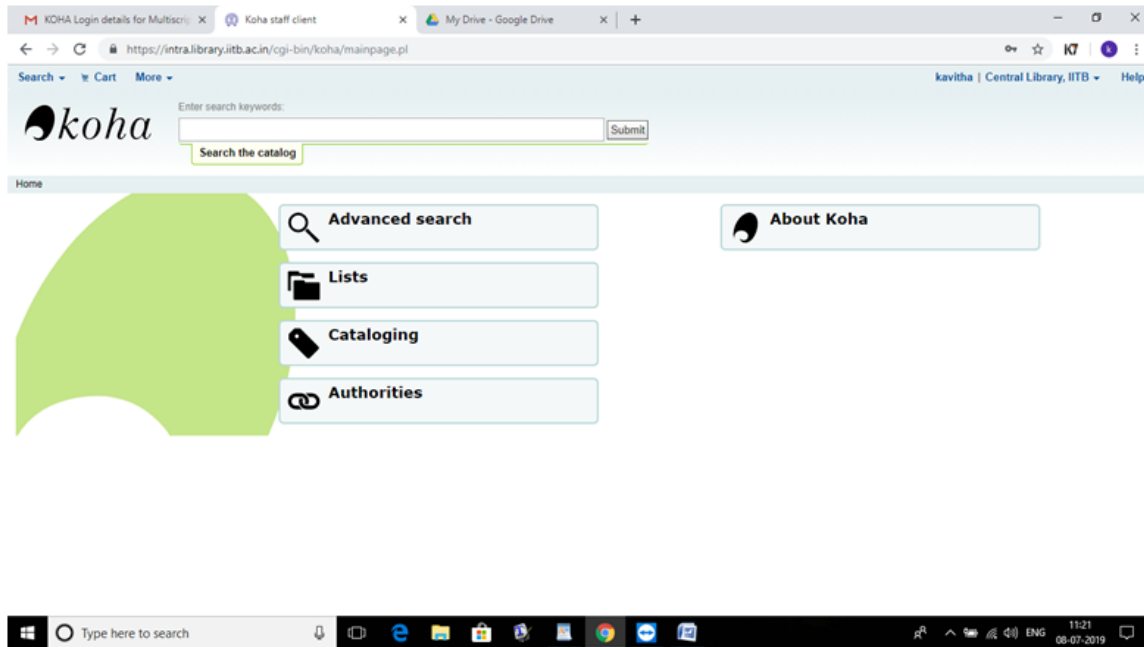 KOHA Login details for Multiscrip
Koha staff client
My Drive - Google Drive
https://intra.library.iitb.ac.in/cgi-bin/koha/mainpage.pl
k
Search Cart More
kavitha | Central Library, IITB Help
koha
Enter search keywords:
Submit
Search the catalog
Home
Advanced search
About Koha
Lists
Cataloging
Authorities
Type here to search
ENG
11:21
08-07-2019